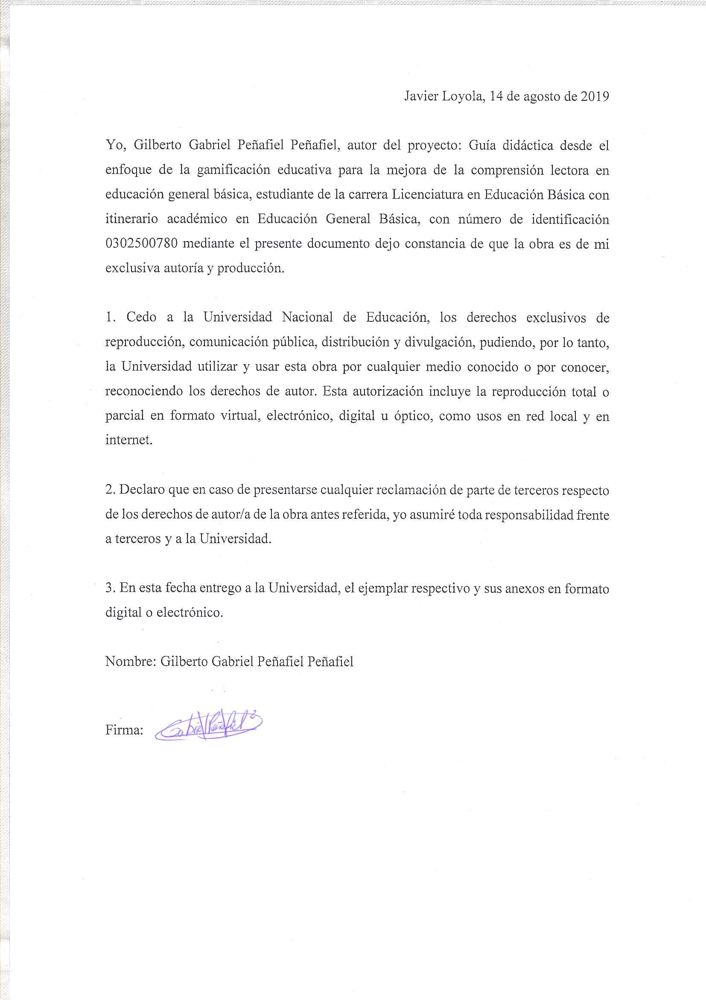 Javier Loyola, 14 de agosto de 2019
Yo, Gilberto Gabriel Peñafiel Peñafiel, autor del proyecto: Guía didáctica desde el
enfoque de la gamificación educativa para la mejora de la comprensión lectora en
educación general básica, estudiante de la carrera Licenciatura en Educación Básica con
itinerario académico en Educación General Básica, con número de identificación
0302500780 mediante el presente documento dejo constancia de que la obra es de mi
exclusiva autoría y producción.
1. Cedo a la Universidad Nacional de Educación, los derechos exclusivos de
reproducción, comunicación pública, distribución y divulgación, pudiendo, por lo tanto,
la Universidad utilizar y usar esta obra por cualquier medio conocido o por conocer,
reconociendo los derechos de autor. Esta autorización incluye la reproducción total o
parcial en formato virtual, electrónico, digital u óptico, como usos en red local y en
internet.
2. Declaro que en caso de presentarse cualquier reclamación de parte de terceros respecto
de los derechos de autor/a de la obra antes referida, yo asumiré toda responsabilidad frente
a terceros y a la Universidad.
3. En esta fecha entrego a la Universidad, el ejemplar respectivo y sus anexos en formato
digital o electrónico.
Nombre: Gilberto Gabriel Peñafiel Peñafiel
Firma: Gabriel Peñafiel